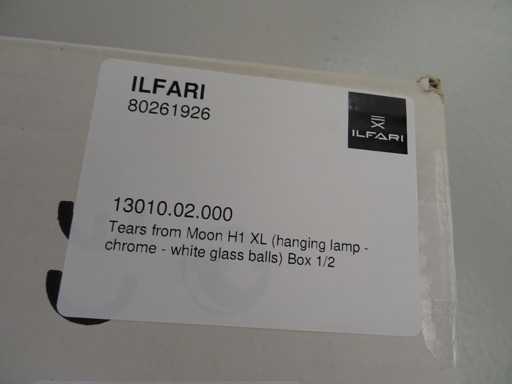 ILFARI
80261926
ILFARI
13010.02.000
Tears from Moon H1 XL (hanging lamp -
chrome - white glass balls) Box 1/2